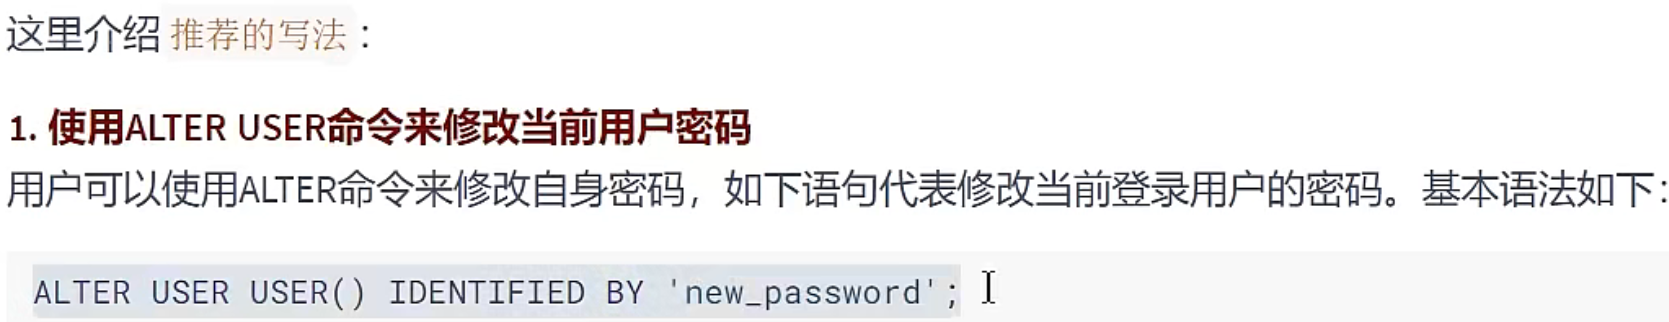 这里介绍 推荐的写法 ：
1. 使用ALTER USER命令来修改当前用户密码
用户可以使用ALTER命令来修改自身密码，如下语句代表修改当前登录用户的密码。基本语法如下：
ALTER USER USER() IDENTIFIED BY 'new_password';